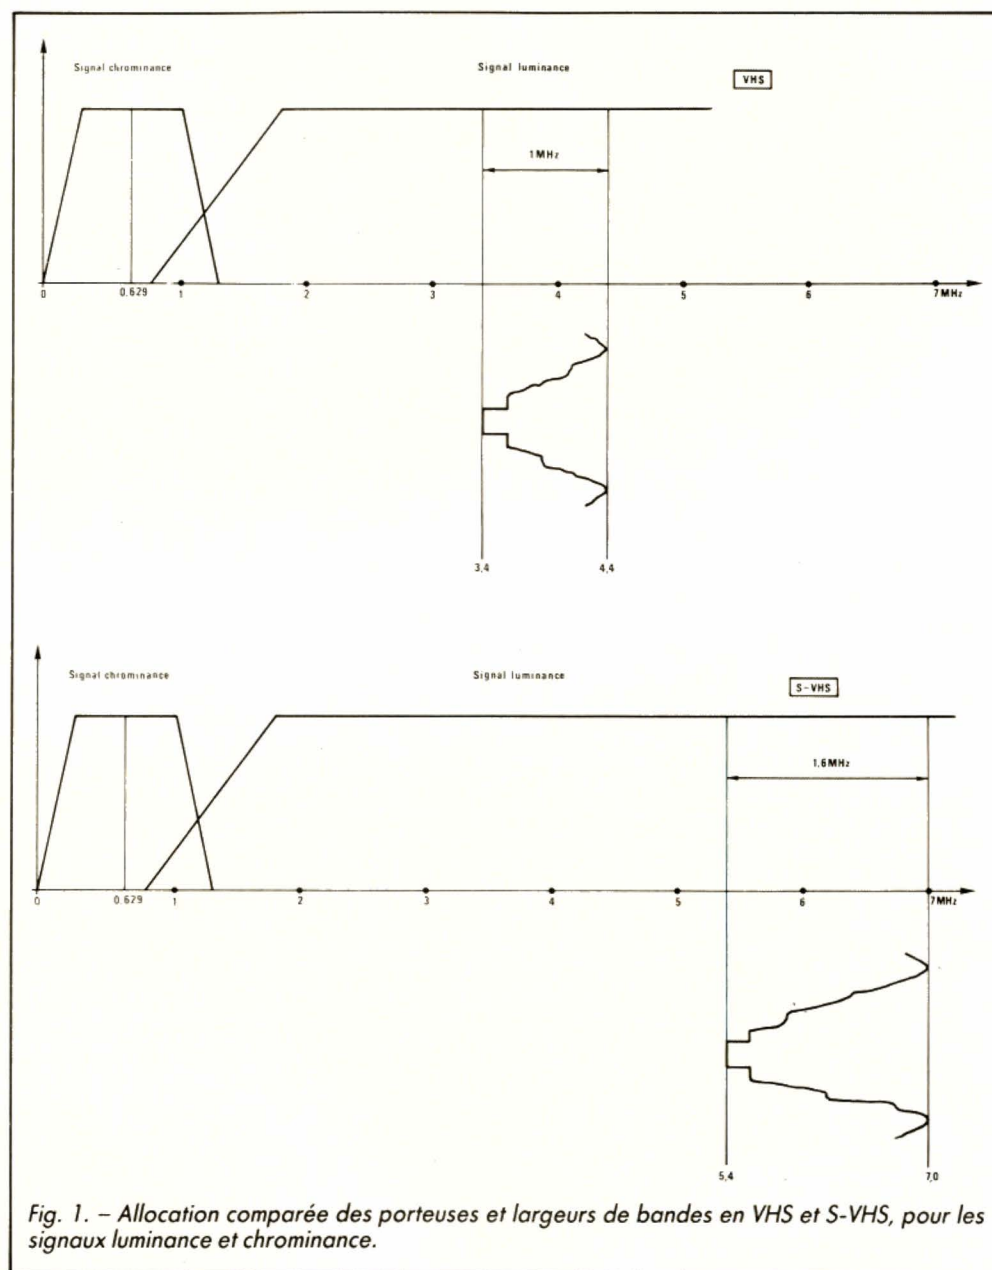 Signal chrominance
Signal luminance
VHS
1 MHz
0
0.629
1
2
3
4
5
6
7 MHz
3,4
4,4
Signal chrominance
Signal luminance
S-VHS
1,6 MHz
0
0.629
1
2
3
4
5
6
7 MHz
5,4
7,0
Fig. 1. – Allocation comparée des porteuses et largeurs de bandes en VHS et S-VHS, pour les
signaux luminance et chrominance.